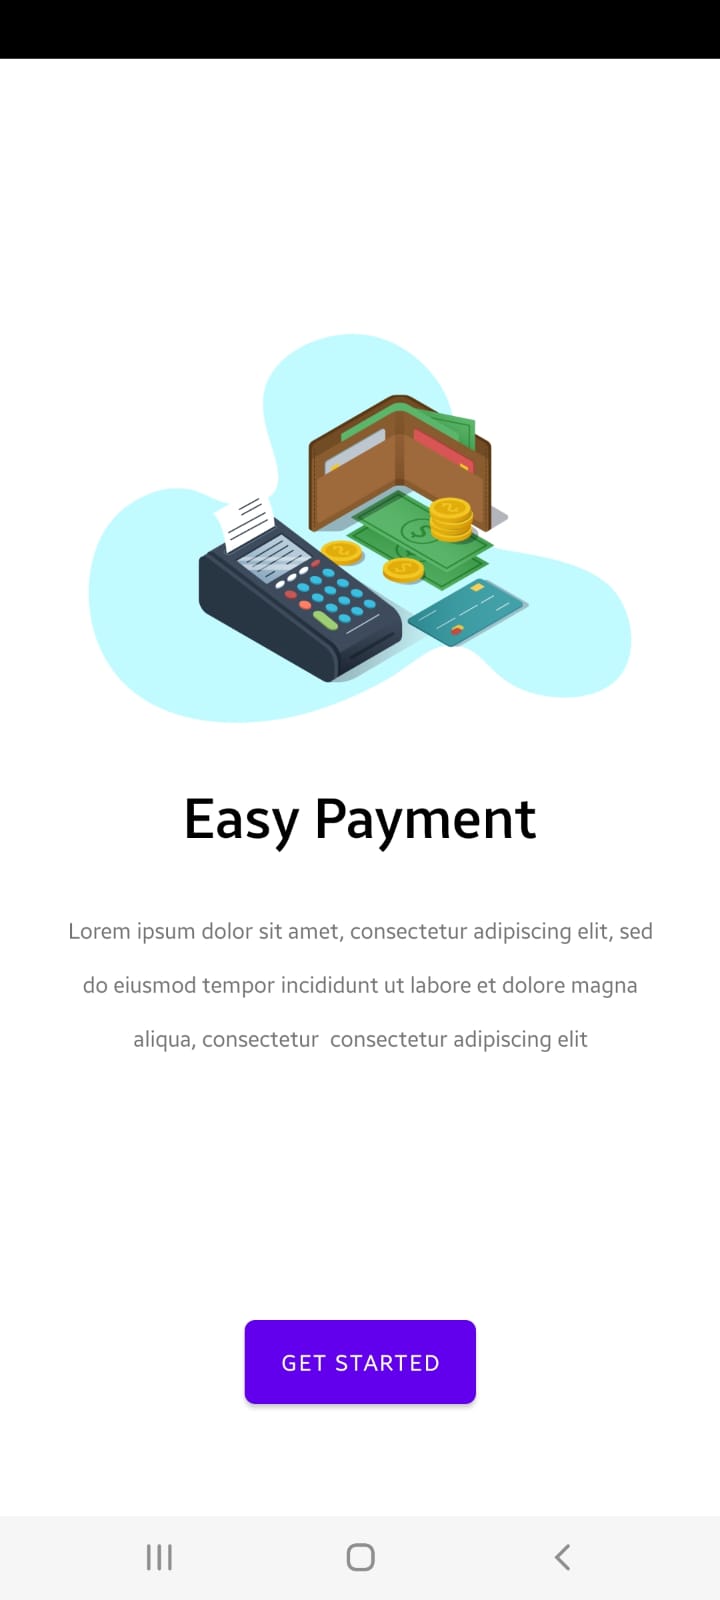 Easy Payment
Lorem ipsum dolor sit amet, consectetur adipiscing elit, sed
do eiusmod tempor incididunt ut labore et dolore magna
aliqua, consectetur  consectetur adipiscing elit
GET STARTED